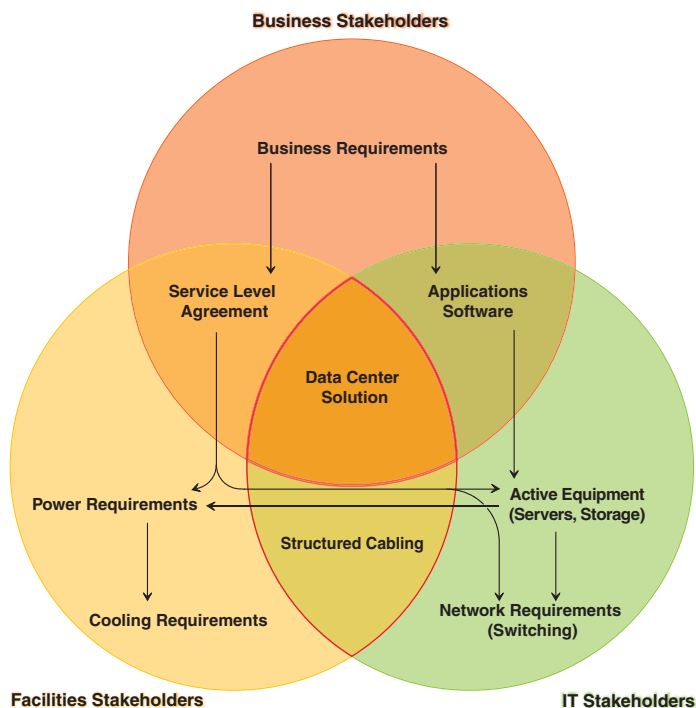 Business Stakeholders
Business Requirements
Service Level
Agreement
Applications
Software
Data Center
Solution
Power Requirements
Active Equipment
(Servers, Storage)
Structured Cabling
Cooling Requirements
Network Requirements
(Switching)
Facilities Stakeholders
IT Stakeholders